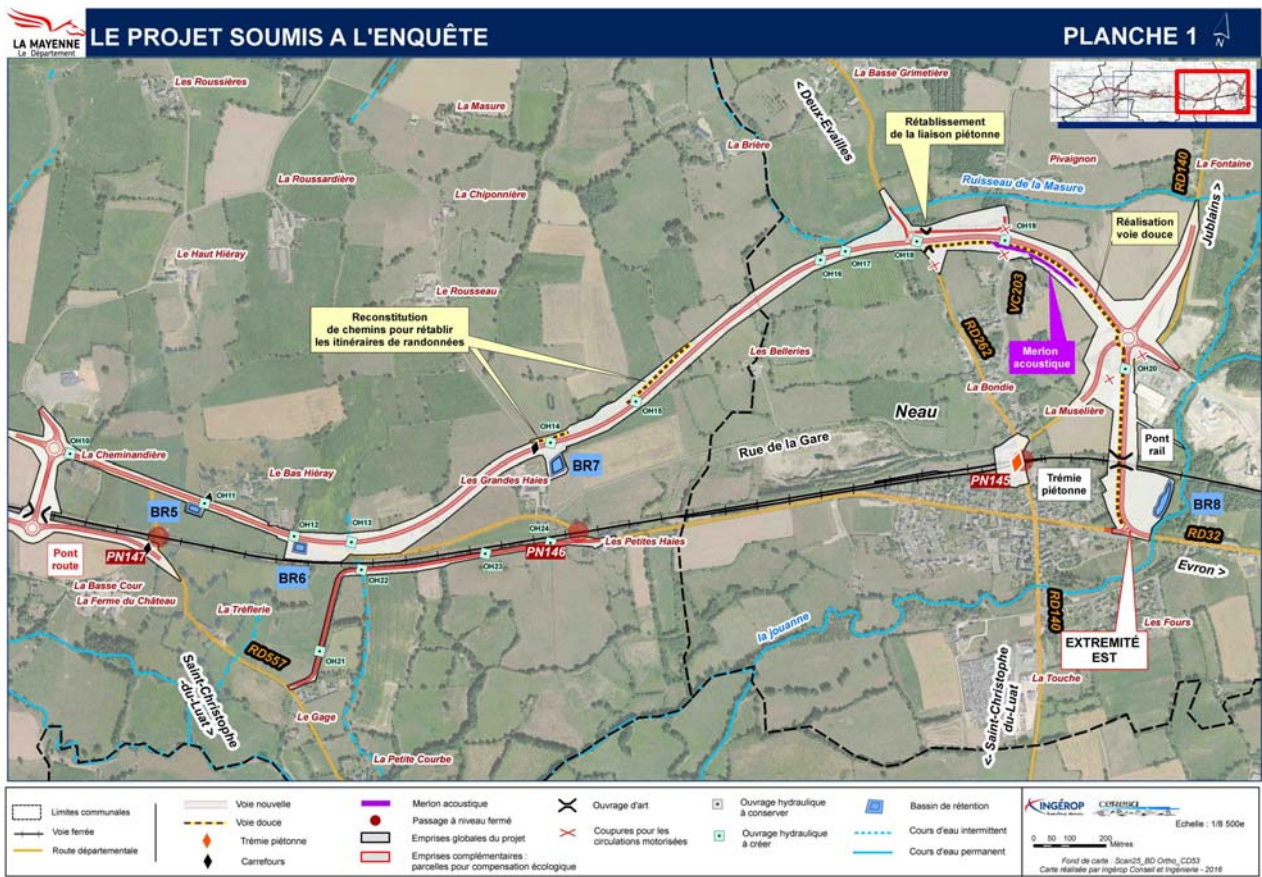 LA MAYENNE
Le Département
LE PROJET SOUMIS A L'ENQUÊTE
PLANCHE 1
N
Les Roussières
La Masure
La Basse Grimetière
< Deux-Evailles
Rétablissement
de la liaison piétonne
La Brière
Pivaignon
La Fontaine
RD140
Jublains >
La Roussardière
La Chiponnière
Ruisseau de la Masure
Réalisation
voie douce
OH19
OH18
OH17
OH16
Le Haut Hiéray
Le Rousseau
VC203
RD262
Merlon
acoustique
Reconstitution
de chemins pour rétablir
les itinéraires de randonnées
Les Belleries
OH20
La Bondie
La Muselière
OH15
Neau
OH14
OH10
La Cheminandière
Rue de la Gare
Pont
rail
Le Bas Hiéray
BR7
Les Grandes Haies
PN145
Trémie
piétonne
OH11
BR5
BR8
OH12
OH13
OH24
PN146
Les Petites Haies
RD32
Evron >
PN147
Pont
route
BR6
OH23
OH22
La Basse Cour
La Ferme du Château
La Trèflerie
RD140
Les Fours
la jouanne
EXTREMITÉ
EST
OH21
RD557
Saint-Christophe
-du-Luat >
La Touche
< Saint-Christophe
du-Luat
Le Gage
La Petite Courbe
Limites communales
Voie ferrée
Route départementale
Voie nouvelle
Voie douce
Trémie piétonne
Carrefours
Merlon acoustique
Passage à niveau fermé
Emprises globales du projet
Emprises complémentaires :
parcelles pour compensation écologique
Ouvrage d'art
Coupures pour les
circulations motorisées
Ouvrage hydraulique
à conserver
Ouvrage hydraulique
à créer
Bassin de rétention
Cours d'eau intermittent
Cours d'eau permanent
INGÉROP
Echelle : 1/8 500e
0 50 100 200
Mètres
Fond de carte : Scan25_BD Ortho_CD53
Carte réalisée par Ingérop Conseil et Ingénierie - 2016